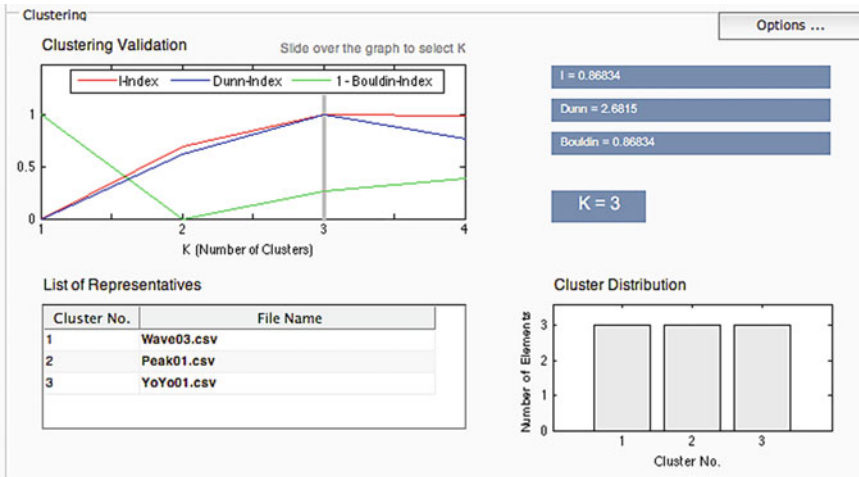 Clustering
Options ...
Clustering Validation
Slide over the graph to select K
I-Index
Dunn-Index
1 - Bouldin-Index
1
0.5
0
1 2 3 4
K (Number of Clusters)
I = 0.86834
Dunn = 2.6815
Bouldin = 0.86834
K = 3
List of Representatives
Cluster No. File Name
1 Wave03.csv
2 Peak01.csv
3 YoYo01.csv
Cluster Distribution
Number of Elements
3
2
1
0
1 2 3
Cluster No.